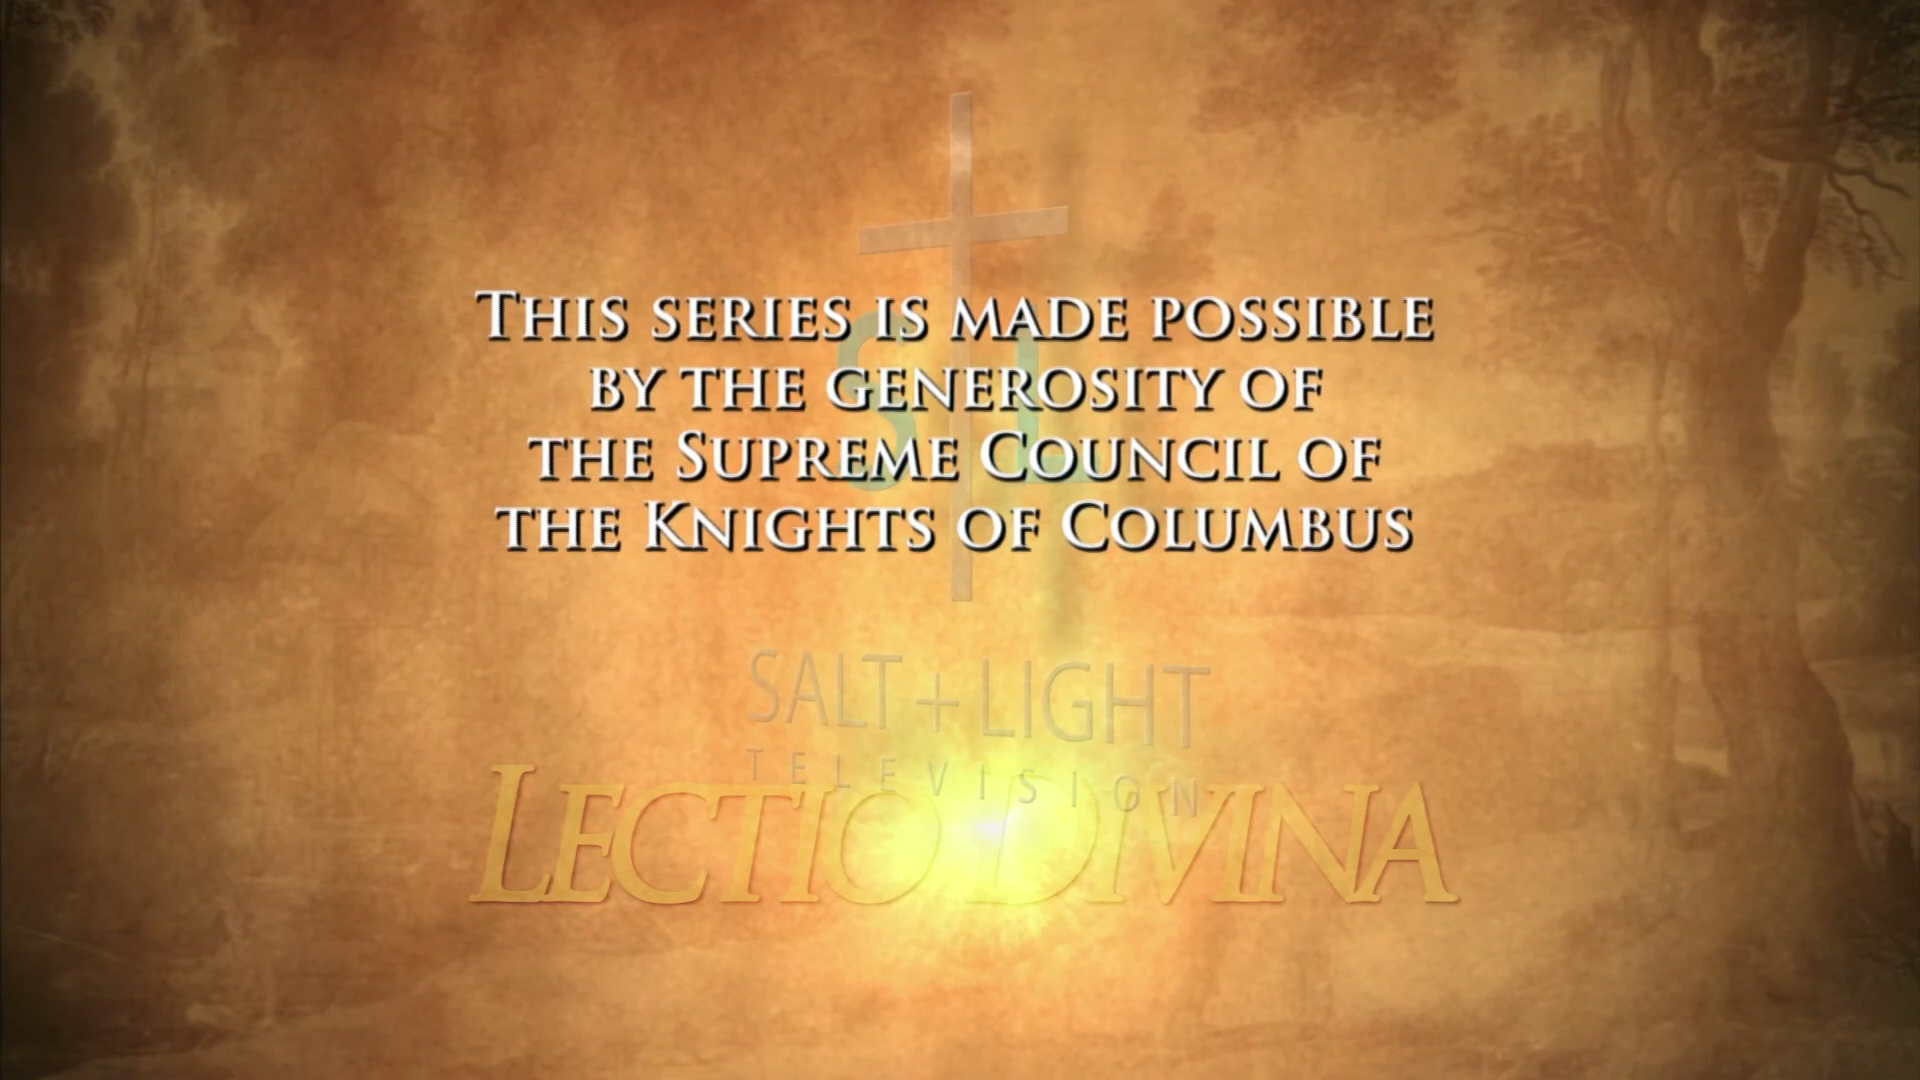 This series is made possible
by the generosity of
the Supreme Council of
the Knights of Columbus
S L
SALT + LIGHT
TELEVISION
LECTIO DIVINA